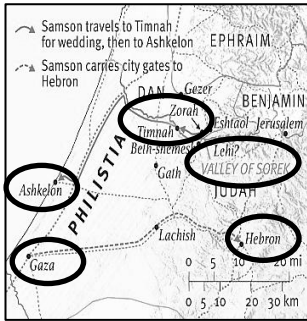 Samson travels to Timnah
for wedding, then to Ashkelon
Samson carries city gates to
Hebron
EPHRAIM
DAN
Gezer
BENJAMIN
Zorah
Eshtaol
Jerusalem
Timnah
Beth-shemesh
Lehi?
VALLEY OF SOREK
JUDAH
PHILISTIA
Ashkelon
Gath
Lachish
Hebron
Gaza
0 5 10 20 mi
0 5 10 20 30 km